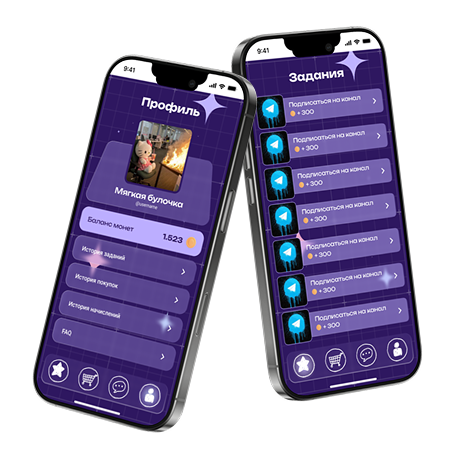 9:41
Профиль
Мягкая булочка
@username
Баланс монет
1.523
История заданий
История покупок
История начислений
FAQ
9:41
Задания
Подписаться на канал
+ 300
Подписаться на канал
+ 300
Подписаться на канал
+ 300
Подписаться на канал
+ 300
Подписаться на канал
+ 300
Подписаться на канал
+ 300
Подписаться на канал
+ 300